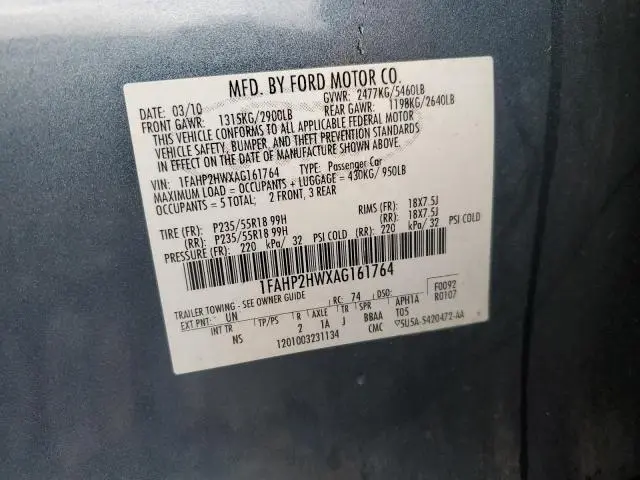 MFD. BY FORD MOTOR CO.
DATE: 03/10 GVWR: 2477KG/5460LB
FRONT GAWR: 1315KG/2900LB REAR GAWR: 1198KG/2640LB
THIS VEHICLE CONFORMS TO ALL APPLICABLE FEDERAL MOTOR
VEHICLE SAFETY, BUMPER, AND THEFT PREVENTION STANDARDS
IN EFFECT ON THE DATE OF MANUFACTURE SHOWN ABOVE.
VIN: 1FAHP2HWXAG161764 TYPE: Passenger Car
MAXIMUM LOAD = OCCUPANTS + LUGGAGE = 430KG/950LB
OCCUPANTS = 5 TOTAL; 2 FRONT, 3 REAR
TIRE (FR): P235/55R18 99H RIMS (FR): 18X7.5J
(RR): P235/55R18 99H (RR): 18X7.5J
PRESSURE (FR): 220 kPa/ 32 PSI COLD (RR): 220 kPa/ 32 PSI COLD
1FAHP2HWXAG161764
TRAILER TOWING - SEE OWNER GUIDE RC: 74 DSO: F0092
EXT PNT: UN R0107
INT TR TP/PS R AXLE TR SPR APH1A
NS 2 1A J BBAA T05
1201003231134 CMC 5U5A-5420472-AA